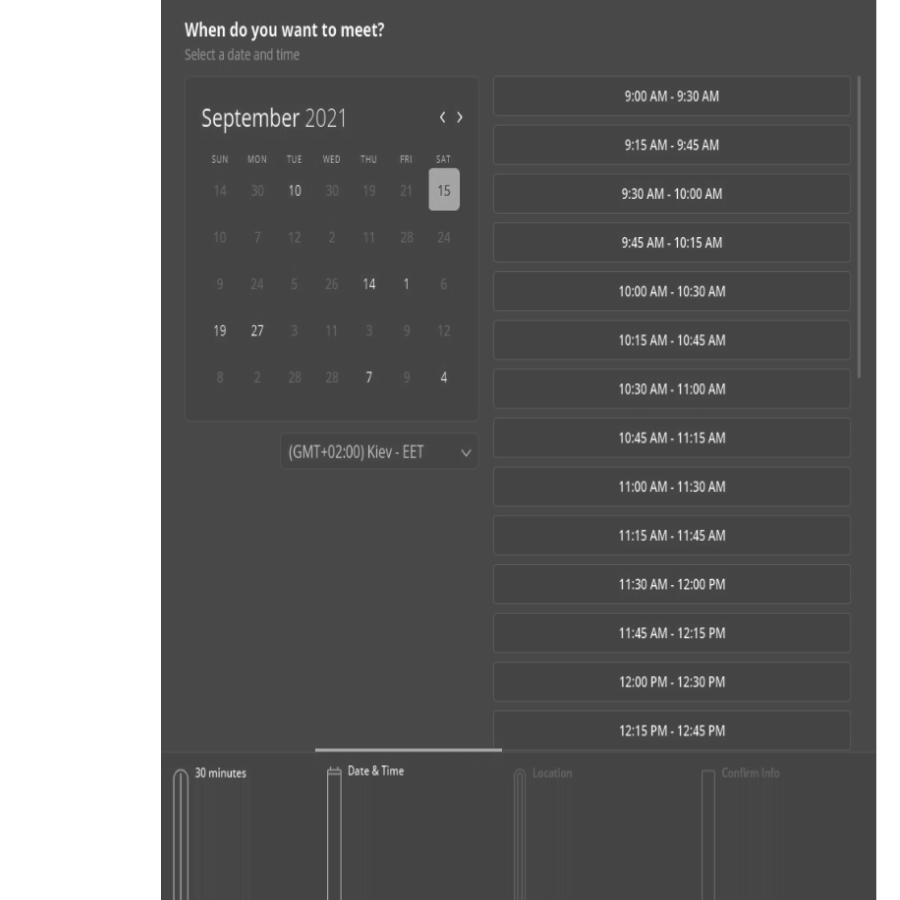 When do you want to meet?
Select a date and time
September 2021
SUN MON TUE WED THU FRI SAT
14 30 10 30 19 21 15
10 7 12 2 11 28 24
9 24 5 26 14 1 6
19 27 3 11 3 9 12
8 2 28 28 7 9 4
(GMT+02:00) Kiev - EET
9:00 AM - 9:30 AM
9:15 AM - 9:45 AM
9:30 AM - 10:00 AM
9:45 AM - 10:15 AM
10:00 AM - 10:30 AM
10:15 AM - 10:45 AM
10:30 AM - 11:00 AM
10:45 AM - 11:15 AM
11:00 AM - 11:30 AM
11:15 AM - 11:45 AM
11:30 AM - 12:00 PM
11:45 AM - 12:15 PM
12:00 PM - 12:30 PM
12:15 PM - 12:45 PM
30 minutes
Date & Time
Location
Confirm Info